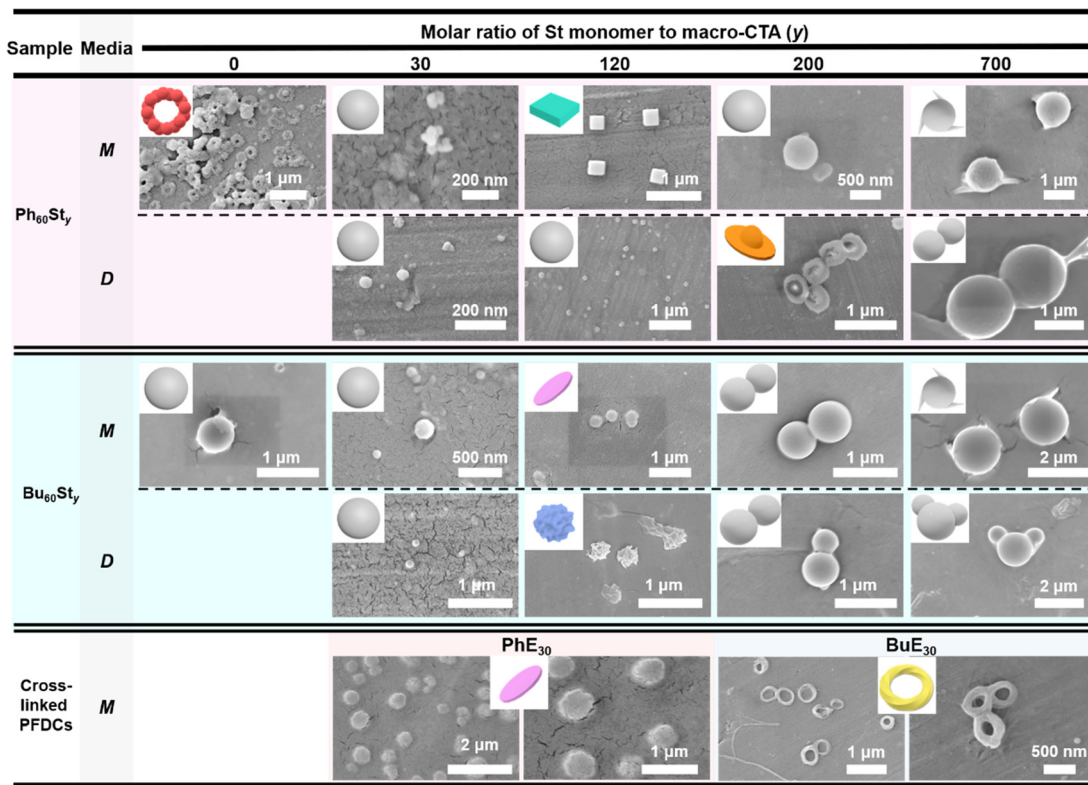 Molar ratio of St monomer to macro-CTA (y)
Sample Media
0 30 120 200 700
M
1 µm 200 nm 1 µm 500 nm 1 µm
Ph60Sty
D
200 nm 1 µm 1 µm 1 µm
M
1 µm 500 nm 1 µm 1 µm 2 µm
Bu60Sty
D
1 µm 1 µm 1 µm 2 µm
PhE30 BuE30
Cross-
linked
PFDCs
M
2 µm 1 µm 1 µm 500 nm